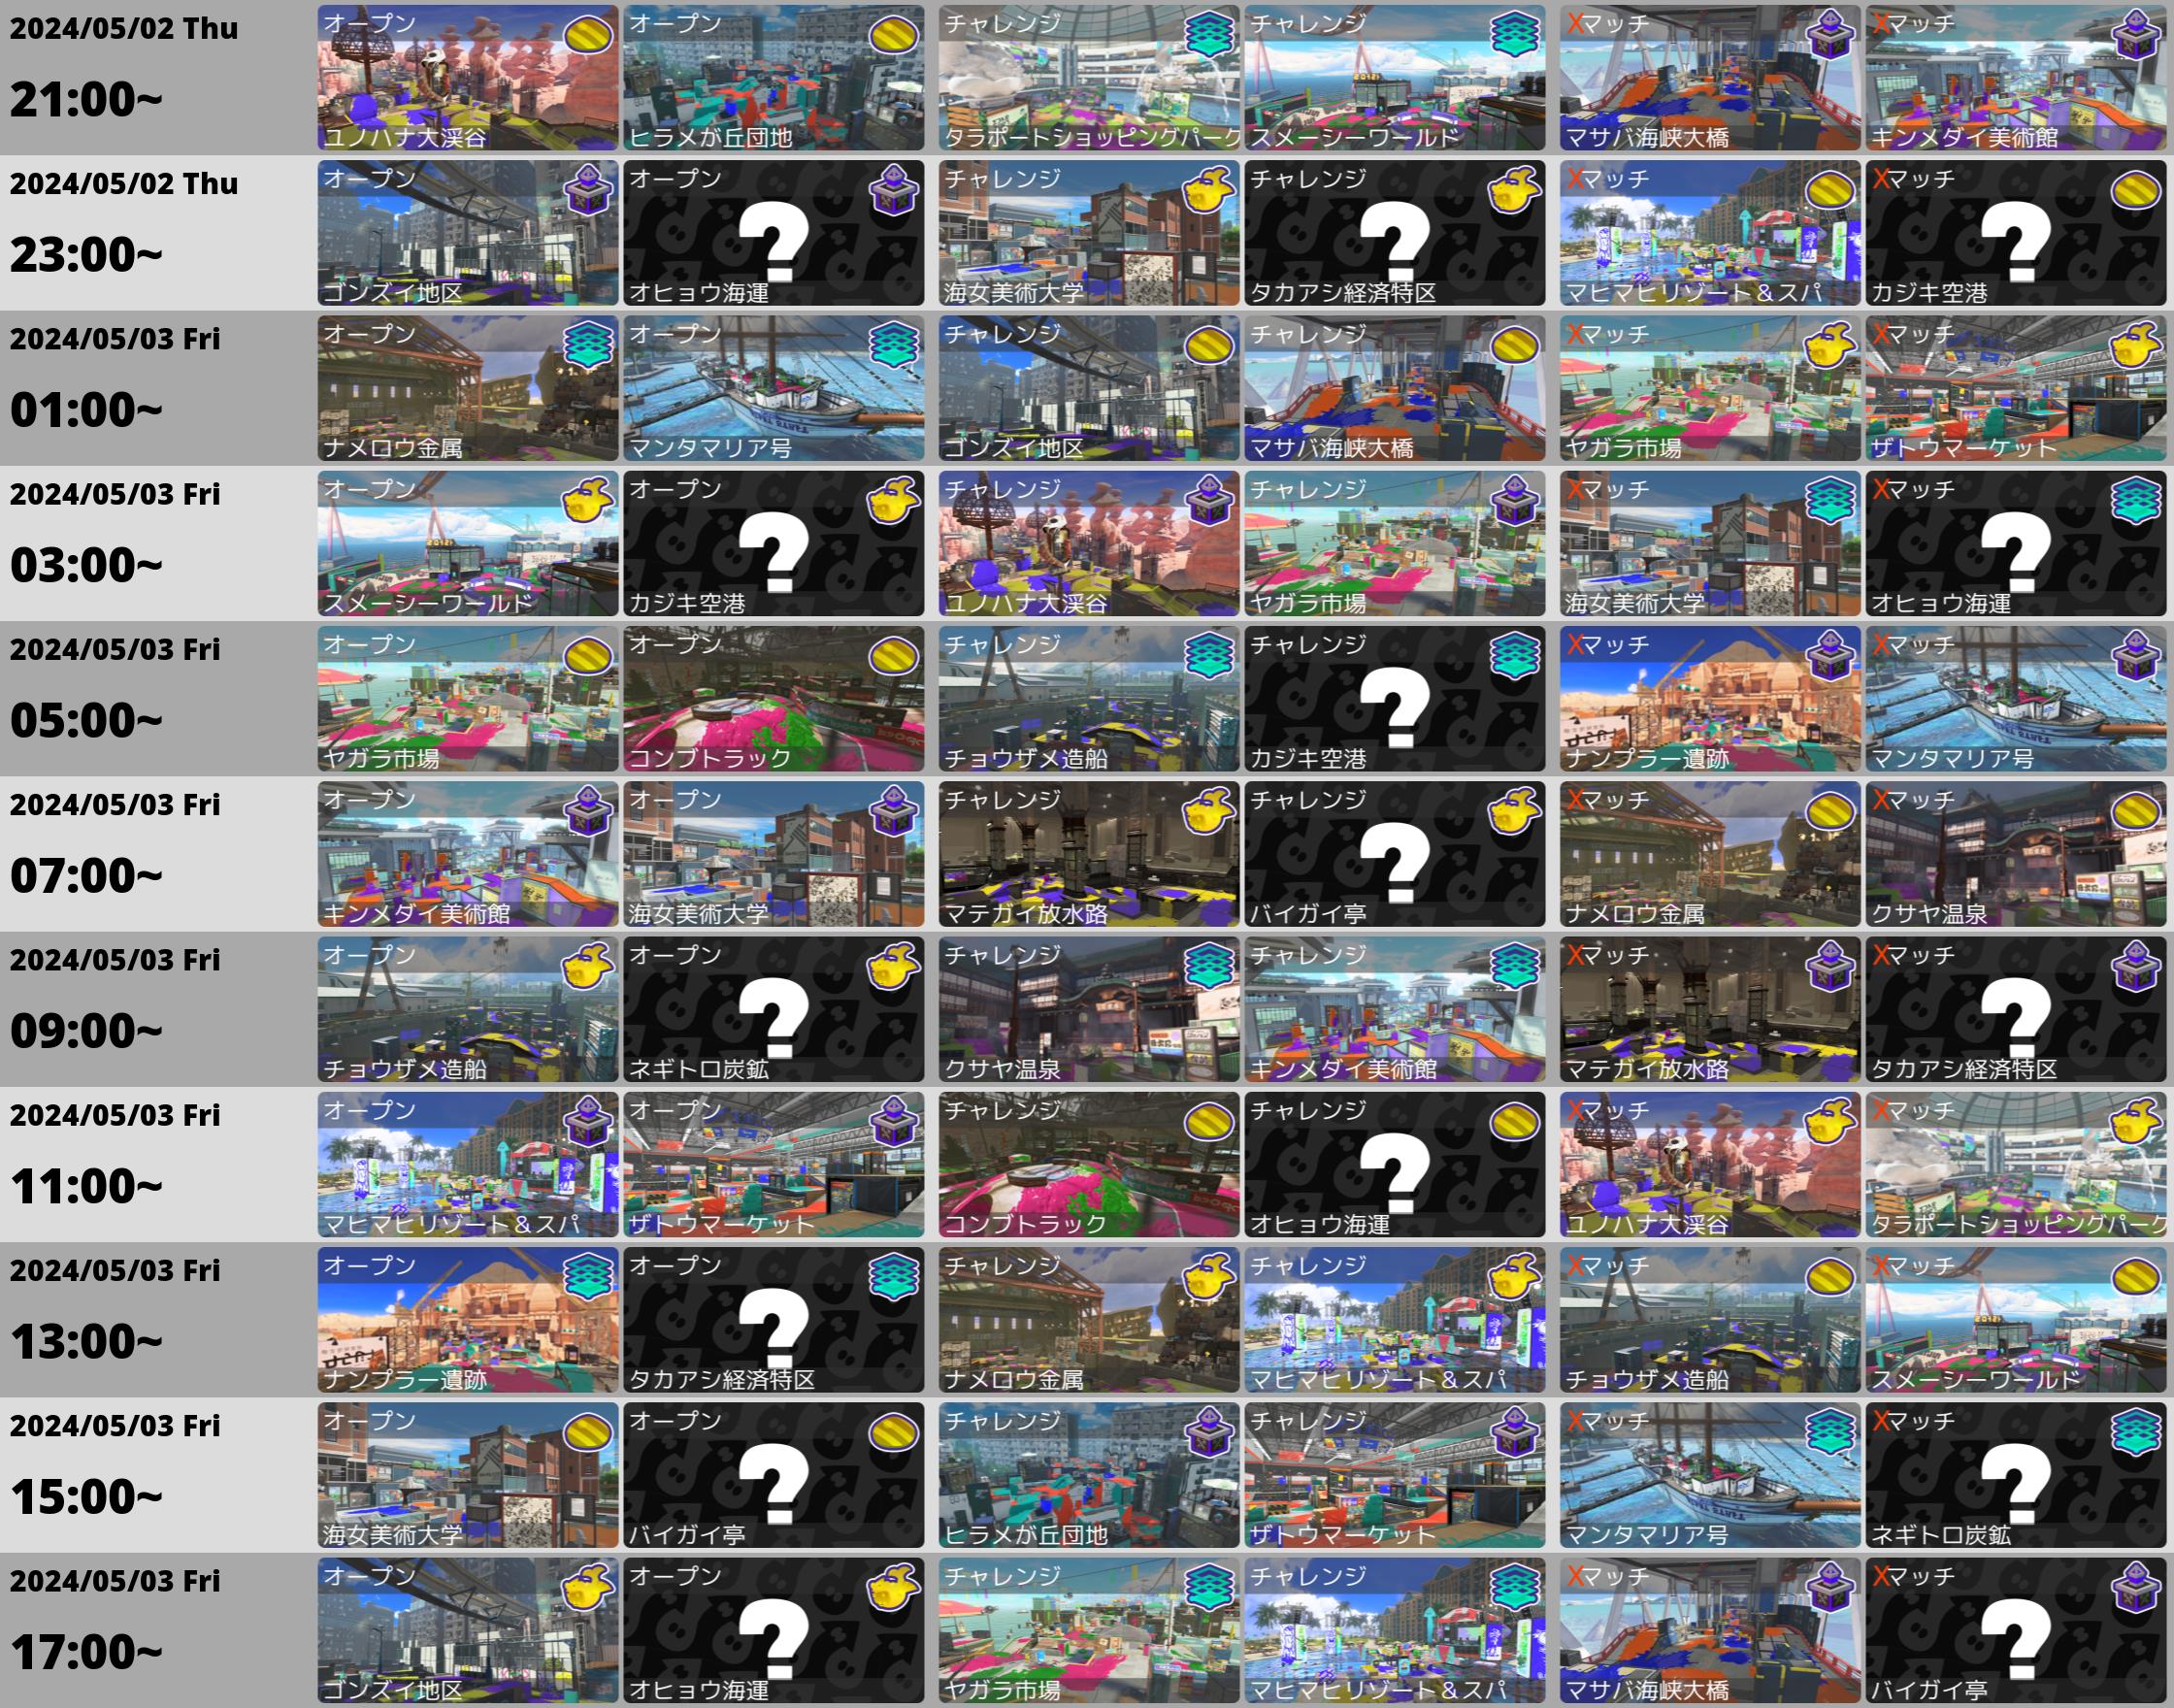 2024/05/02 Thu
21:00~
オープン オープン チャレンジ チャレンジ Xマッチ Xマッチ
ユノハナ大渓谷 ヒラメが丘団地 タラポートショッピングパーク スメーシーワールド マサバ海峡大橋 キンメダイ美術館
2024/05/02 Thu
23:00~
オープン オープン チャレンジ チャレンジ Xマッチ Xマッチ
ゴンズイ地区 オヒョウ海運 海女美術大学 タカアシ経済特区 マヒマヒリゾート&スパ カジキ空港
2024/05/03 Fri
01:00~
オープン オープン チャレンジ チャレンジ Xマッチ Xマッチ
ナメロウ金属 マンタマリア号 ゴンズイ地区 マサバ海峡大橋 ヤガラ市場 ザトウマーケット
2024/05/03 Fri
03:00~
オープン オープン チャレンジ チャレンジ Xマッチ Xマッチ
スメーシーワールド カジキ空港 ユノハナ大渓谷 ヤガラ市場 海女美術大学 オヒョウ海運
2024/05/03 Fri
05:00~
オープン オープン チャレンジ チャレンジ Xマッチ Xマッチ
ヤガラ市場 コンブトラック チョウザメ造船 カジキ空港 ナンプラー遺跡 マンタマリア号
2024/05/03 Fri
07:00~
オープン オープン チャレンジ チャレンジ Xマッチ Xマッチ
キンメダイ美術館 海女美術大学 マテガイ放水路 バイガイ亭 ナメロウ金属 クサヤ温泉
2024/05/03 Fri
09:00~
オープン オープン チャレンジ チャレンジ Xマッチ Xマッチ
チョウザメ造船 ネギトロ炭鉱 クサヤ温泉 キンメダイ美術館 マテガイ放水路 タカアシ経済特区
2024/05/03 Fri
11:00~
オープン オープン チャレンジ チャレンジ Xマッチ Xマッチ
マヒマヒリゾート&スパ ザトウマーケット コンブトラック オヒョウ海運 ユノハナ大渓谷 タラポートショッピングパーク
2024/05/03 Fri
13:00~
オープン オープン チャレンジ チャレンジ Xマッチ Xマッチ
ナンプラー遺跡 タカアシ経済特区 ナメロウ金属 マヒマヒリゾート&スパ チョウザメ造船 スメーシーワールド
2024/05/03 Fri
15:00~
オープン オープン チャレンジ チャレンジ Xマッチ Xマッチ
海女美術大学 バイガイ亭 ヒラメが丘団地 ザトウマーケット マンタマリア号 ネギトロ炭鉱
2024/05/03 Fri
17:00~
オープン オープン チャレンジ チャレンジ Xマッチ Xマッチ
ゴンズイ地区 オヒョウ海運 ヤガラ市場 マヒマヒリゾート&スパ マサバ海峡大橋 バイガイ亭